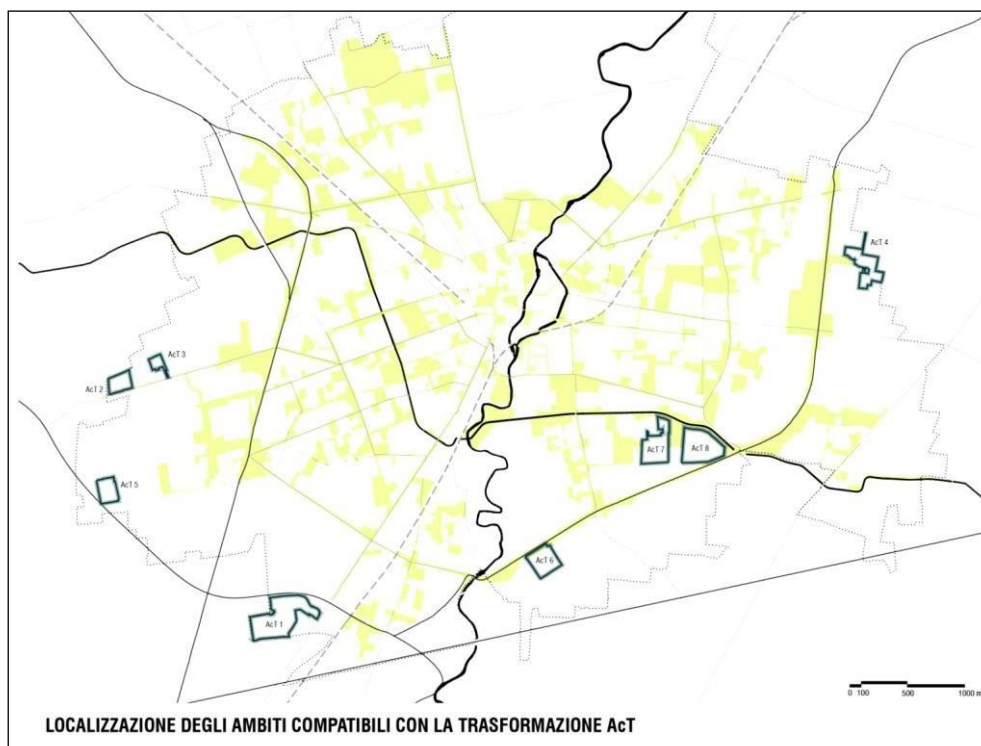 AcT 4
AcT 3
AcT 2
AcT 5
AcT 7
AcT 8
AcT 6
AcT 1
0 100 500 1000 m
LOCALIZZAZIONE DEGLI AMBITI COMPATIBILI CON LA TRASFORMAZIONE AcT